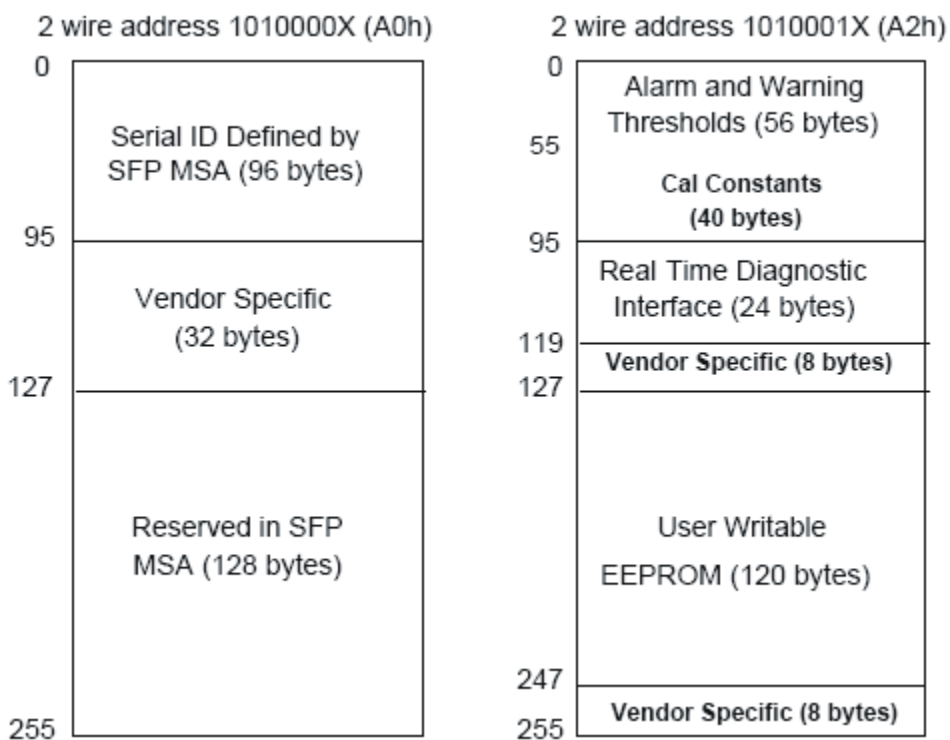 2 wire address 1010000X (A0h)
0
Serial ID Defined by
SFP MSA (96 bytes)
95
Vendor Specific
(32 bytes)
127
Reserved in SFP
MSA (128 bytes)
255
2 wire address 1010001X (A2h)
0
Alarm and Warning
Thresholds (56 bytes)
55
Cal Constants
(40 bytes)
95
Real Time Diagnostic
Interface (24 bytes)
119
Vendor Specific (8 bytes)
127
User Writable
EEPROM (120 bytes)
247
Vendor Specific (8 bytes)
255